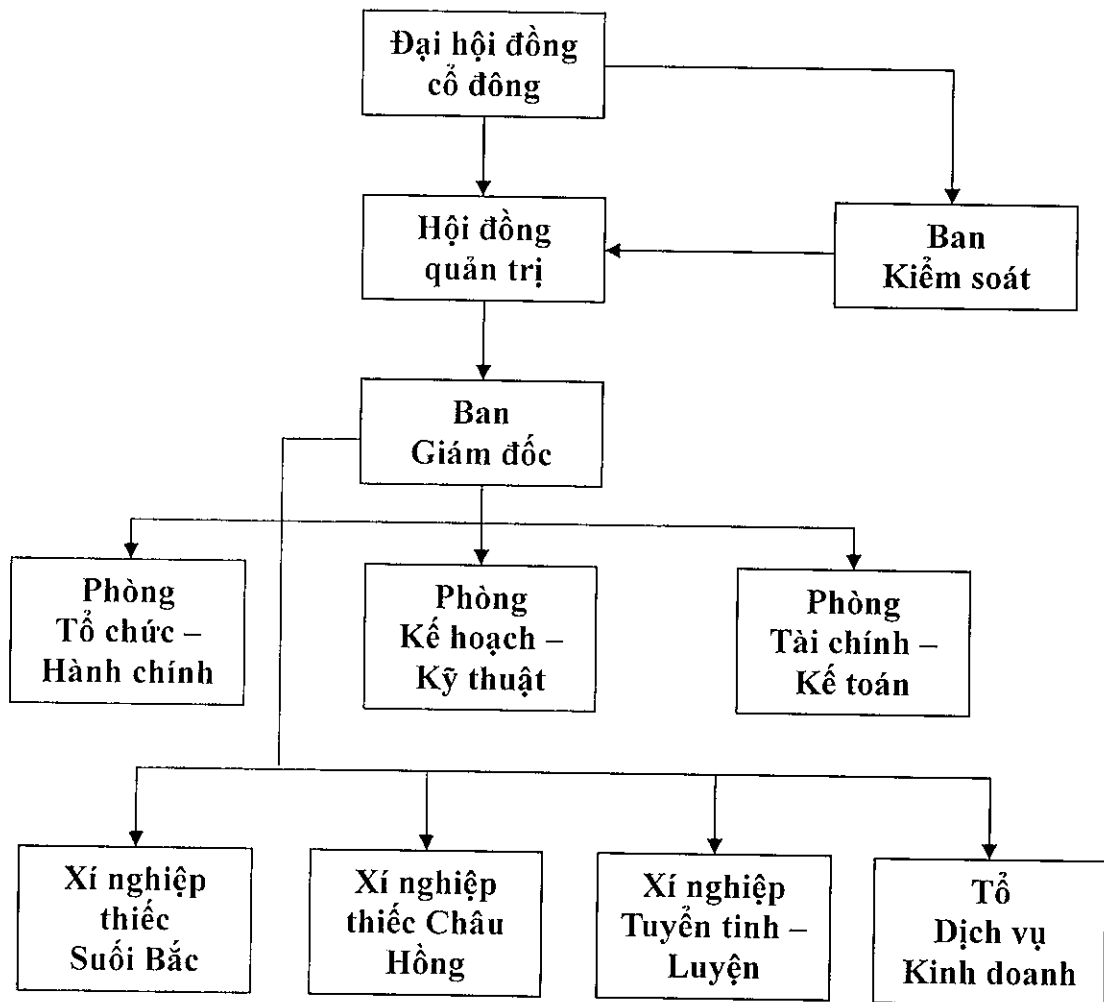 Đại hội đồng
cổ đông
Hội đồng
quản trị
Ban
Kiểm soát
Ban
Giám đốc
Phòng
Tổ chức –
Hành chính
Phòng
Kế hoạch –
Kỹ thuật
Phòng
Tài chính –
Kế toán
Xí nghiệp
thiếc
Suối Bắc
Xí nghiệp
thiếc Châu
Hồng
Xí nghiệp
Tuyển tinh –
Luyện
Tổ
Dịch vụ
Kinh doanh